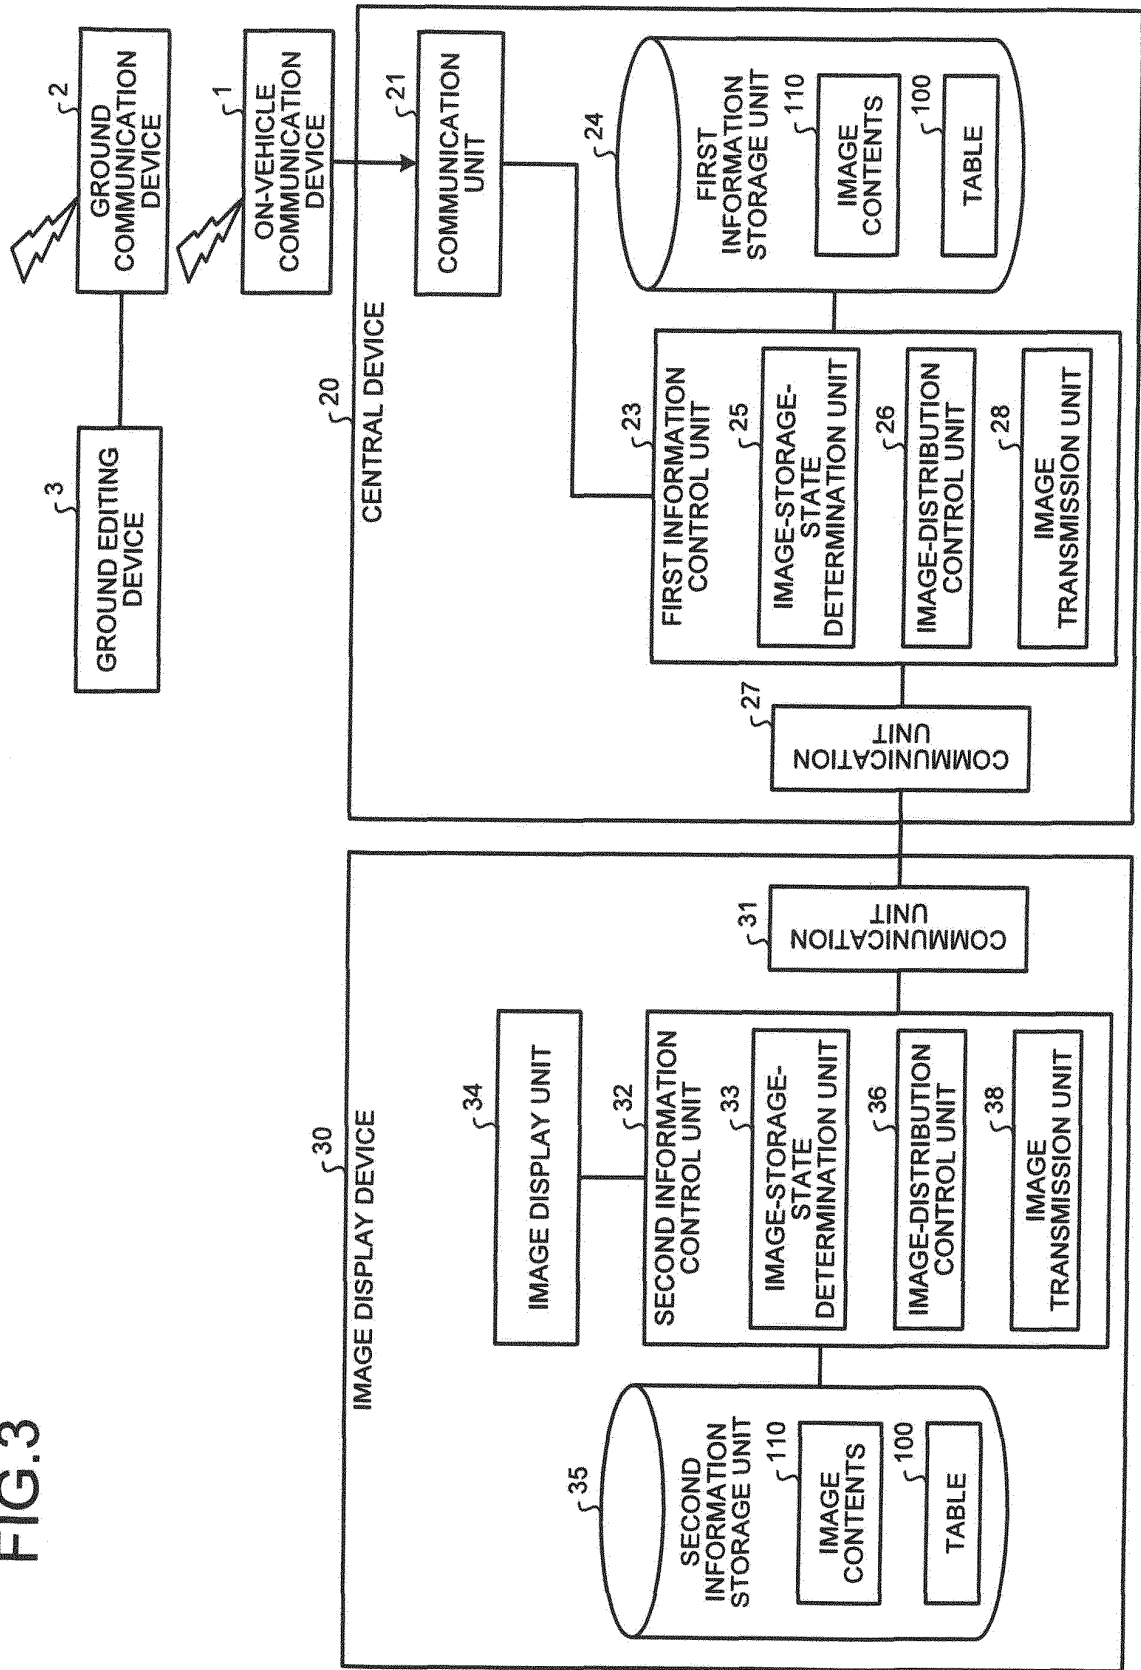 FIG.3
3
GROUND EDITING
DEVICE
2
GROUND
COMMUNICATION
DEVICE
1
ON-VEHICLE
COMMUNICATION
DEVICE
30
IMAGE DISPLAY DEVICE
34
IMAGE DISPLAY UNIT
35
SECOND
INFORMATION
STORAGE UNIT
110
IMAGE
CONTENTS
100
TABLE
32
SECOND INFORMATION
CONTROL UNIT
33
IMAGE-STORAGE-
STATE
DETERMINATION UNIT
36
IMAGE-DISTRIBUTION
CONTROL UNIT
38
IMAGE
TRANSMISSION UNIT
31
COMMUNICATION
UNIT
20
CENTRAL DEVICE
21
COMMUNICATION
UNIT
27
COMMUNICATION
UNIT
23
FIRST INFORMATION
CONTROL UNIT
25
IMAGE-STORAGE-
STATE
DETERMINATION UNIT
26
IMAGE-DISTRIBUTION
CONTROL UNIT
28
IMAGE
TRANSMISSION UNIT
24
FIRST
INFORMATION
STORAGE UNIT
110
IMAGE
CONTENTS
100
TABLE